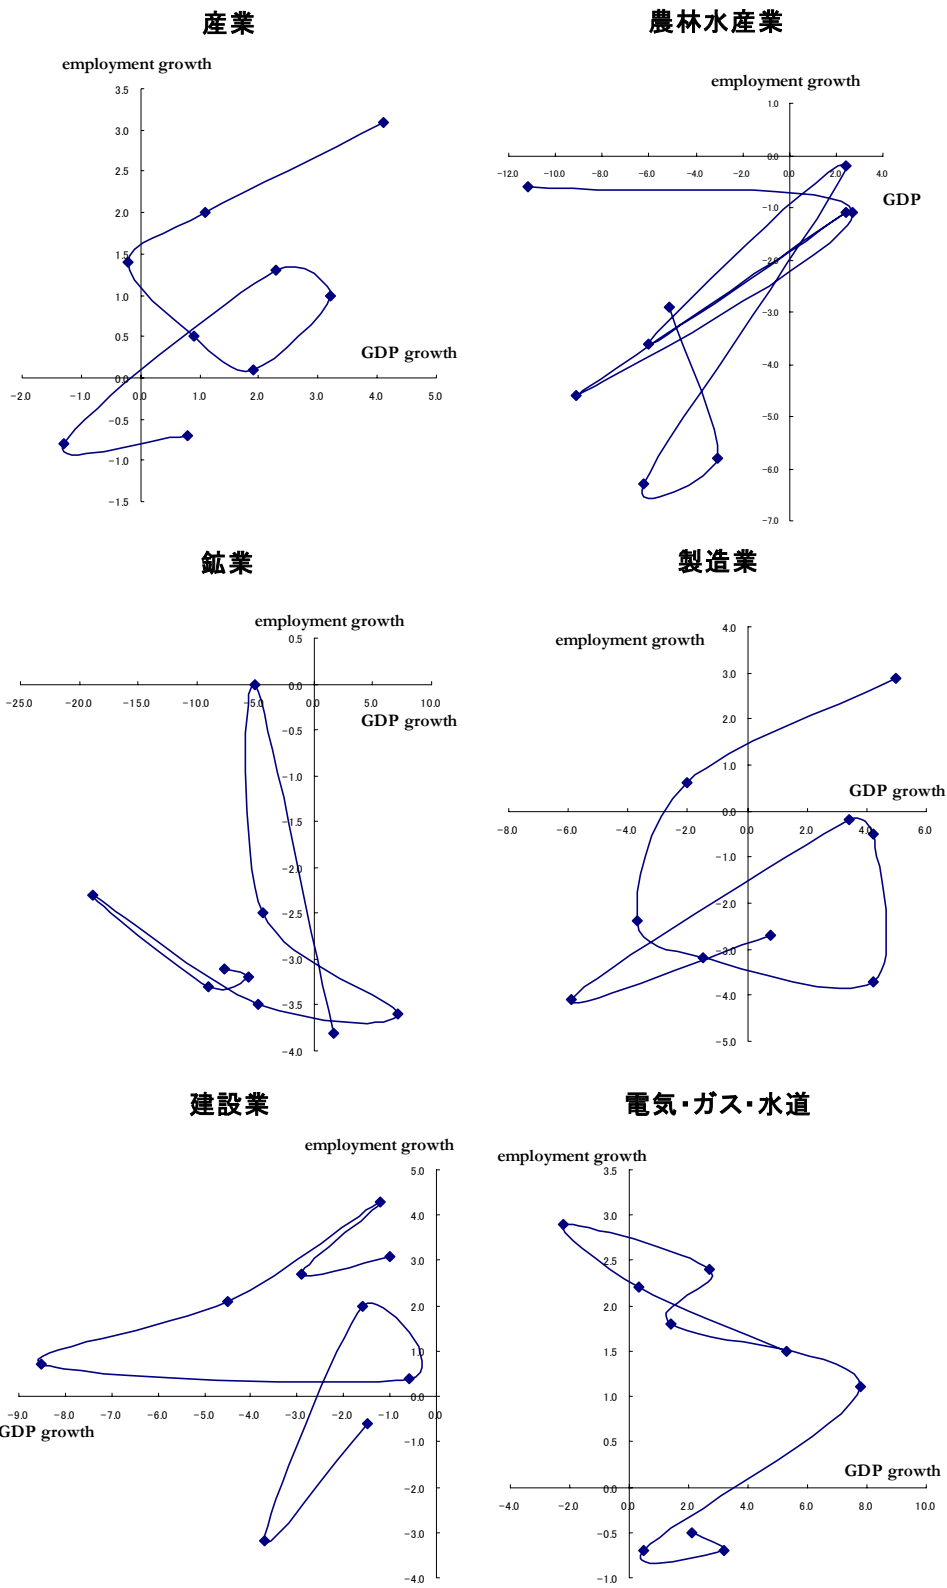 産業
employment growth
3.5
3.0
2.5
2.0
1.5
1.0
0.5
GDP growth
0.0
-2.0 -1.0 0.0 1.0 2.0 3.0 4.0 5.0
-0.5
-1.0
-1.5
農林水産業
employment growth
1.0
0.0
-12.0 -10.0 -8.0 -6.0 -4.0 -2.0 0.0 2.0 4.0
GDP
-1.0
-2.0
-3.0
-4.0
-5.0
-6.0
-7.0
鉱業
employment growth
0.5
0.0
-25.0 -20.0 -15.0 -10.0 -5.0 0.0 5.0 10.0
GDP growth
-0.5
-1.0
-1.5
-2.0
-2.5
-3.0
-3.5
-4.0
製造業
employment growth
4.0
3.0
2.0
1.0
GDP growth
0.0
-8.0 -6.0 -4.0 -2.0 0.0 2.0 4.0 6.0
-1.0
-2.0
-3.0
-4.0
-5.0
建設業
employment growth
5.0
4.0
3.0
2.0
1.0
0.0
-9.0 -8.0 -7.0 -6.0 -5.0 -4.0 -3.0 -2.0 -1.0 0.0
GDP growth
-1.0
-2.0
-3.0
-4.0
電気・ガス・水道
employment growth
3.5
3.0
2.5
2.0
1.5
1.0
0.5
GDP growth
0.0
-4.0 -2.0 0.0 2.0 4.0 6.0 8.0 10.0
-0.5
-1.0